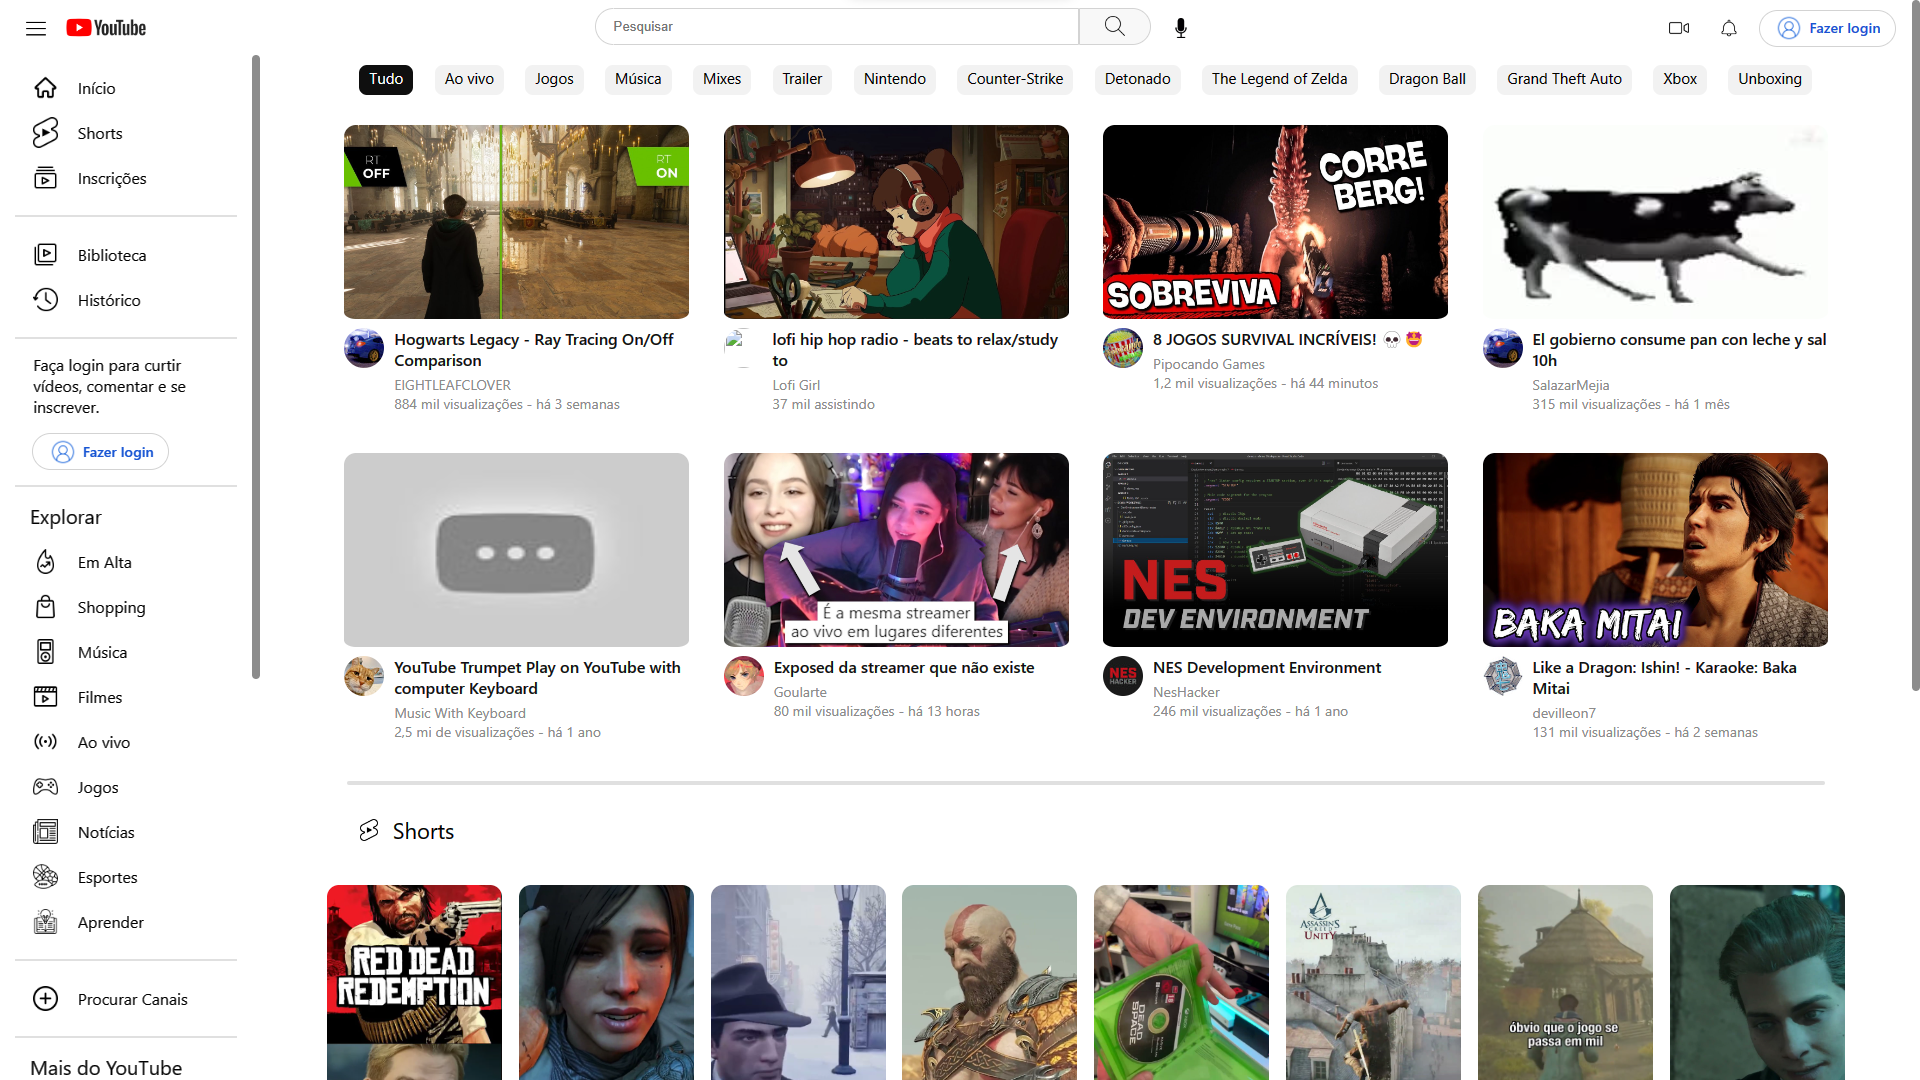 YouTube
Pesquisar
Fazer login
Início
Shorts
Inscrições
Biblioteca
Histórico
Faça login para curtir
vídeos, comentar e se
inscrever.
Fazer login
Explorar
Em Alta
Shopping
Música
Filmes
Ao vivo
Jogos
Notícias
Esportes
Aprender
Procurar Canais
Mais do YouTube
Tudo
Ao vivo
Jogos
Música
Mixes
Trailer
Nintendo
Counter-Strike
Detonado
The Legend of Zelda
Dragon Ball
Grand Theft Auto
Xbox
Unboxing
RT
OFF
RT
ON
CORRE
BERG!
SOBREVIVA
Hogwarts Legacy - Ray Tracing On/Off
Comparison
EIGHTLEAFCLOVER
884 mil visualizações - há 3 semanas
lofi hip hop radio - beats to relax/study
to
Lofi Girl
37 mil assistindo
8 JOGOS SURVIVAL INCRÍVEIS! 💀 🤩
Pipocando Games
1,2 mil visualizações - há 44 minutos
El gobierno consume pan con leche y sal
10h
SalazarMejia
315 mil visualizações - há 1 mês
É a mesma streamer
ao vivo em lugares diferentes
NES
DEV ENVIRONMENT
BAKA MITAI
YouTube Trumpet Play on YouTube with
computer Keyboard
Music With Keyboard
2,5 mi de visualizações - há 1 ano
Exposed da streamer que não existe
Goularte
80 mil visualizações - há 13 horas
NES
HACKER
NES Development Environment
NesHacker
246 mil visualizações - há 1 ano
Like a Dragon: Ishin! - Karaoke: Baka
Mitai
devilleon7
131 mil visualizações - há 2 semanas
Shorts
RED DEAD
REDEMPTION
DEAD
SPACE
ASSASSIN'S
CREED
UNITY
óbvio que o jogo se
passa em mil